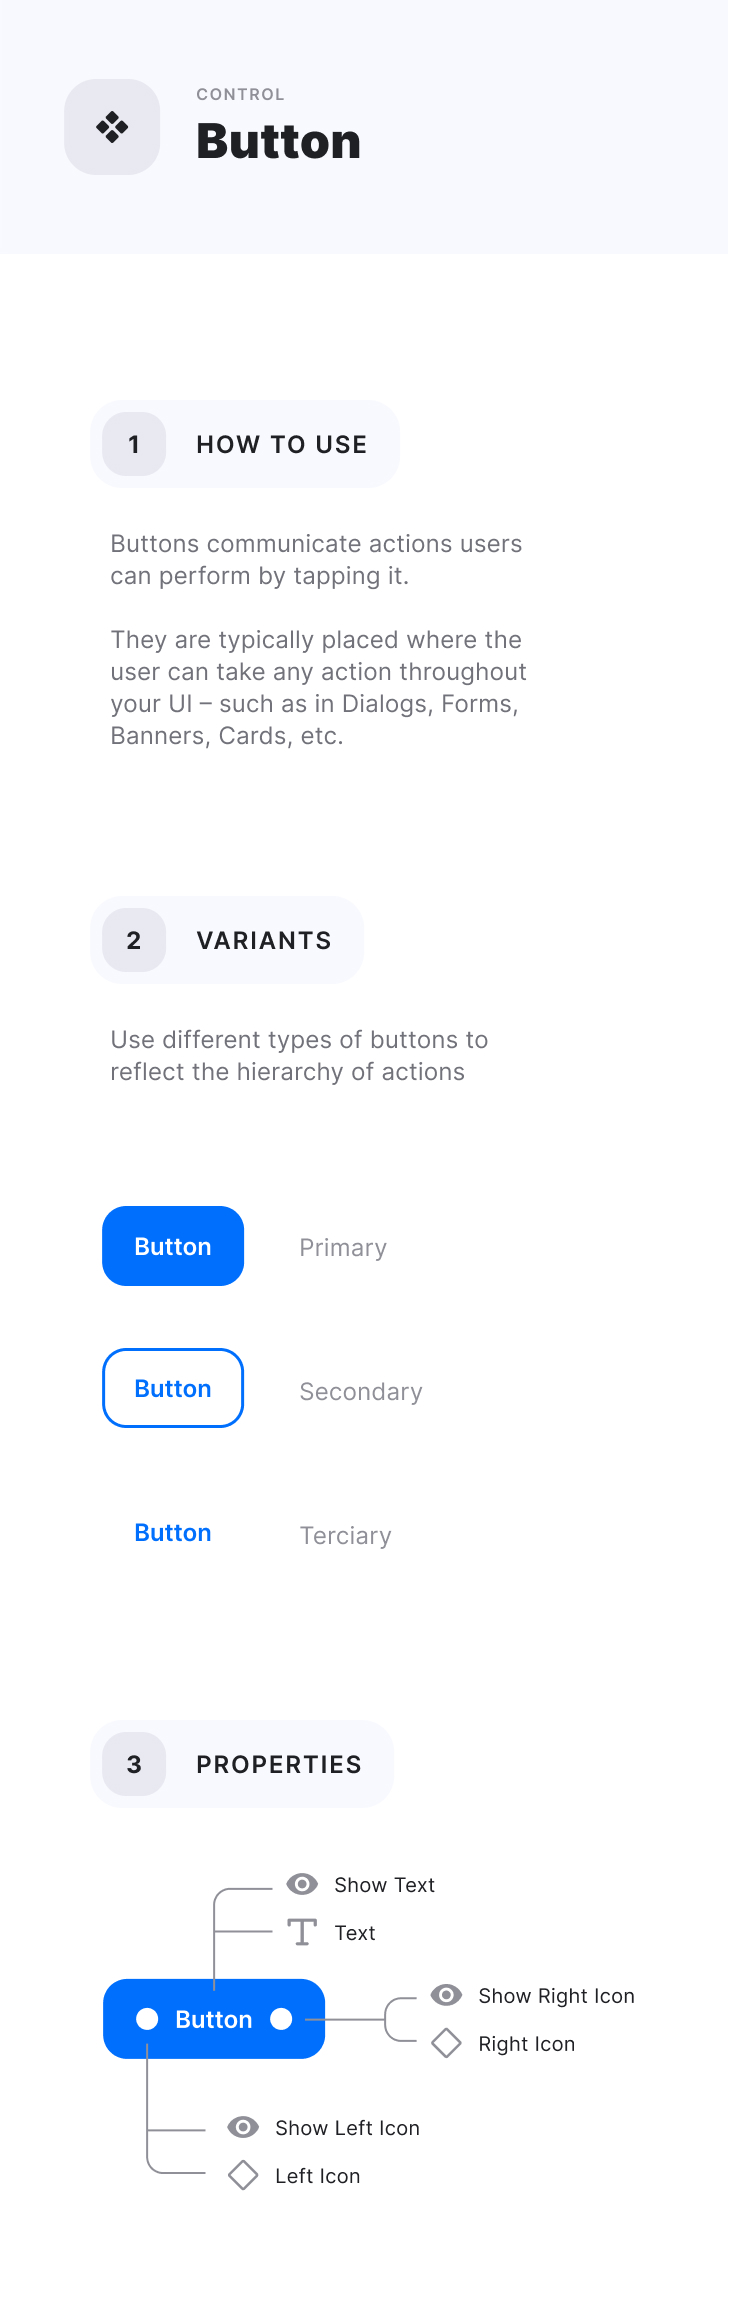 CONTROL
Button
1 HOW TO USE
Buttons communicate actions users
can perform by tapping it.
They are typically placed where the
user can take any action throughout
your UI – such as in Dialogs, Forms,
Banners, Cards, etc.
2 VARIANTS
Use different types of buttons to
reflect the hierarchy of actions
Button Primary
Button Secondary
Button Terciary
3 PROPERTIES
Show Text
Text
Button
Show Right Icon
Right Icon
Show Left Icon
Left Icon